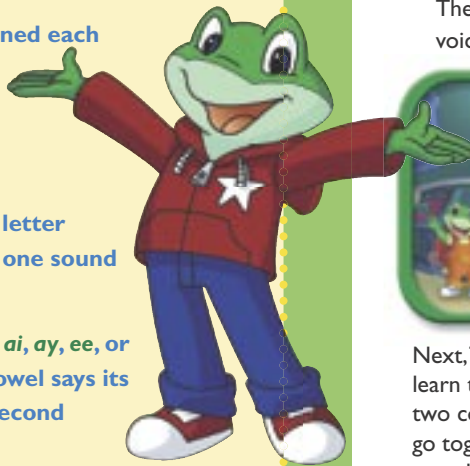 ned each
letter
one sound
ai, ay, ee, or
owel says its
econd
The
voic
Next,
learn t
two co
go tog